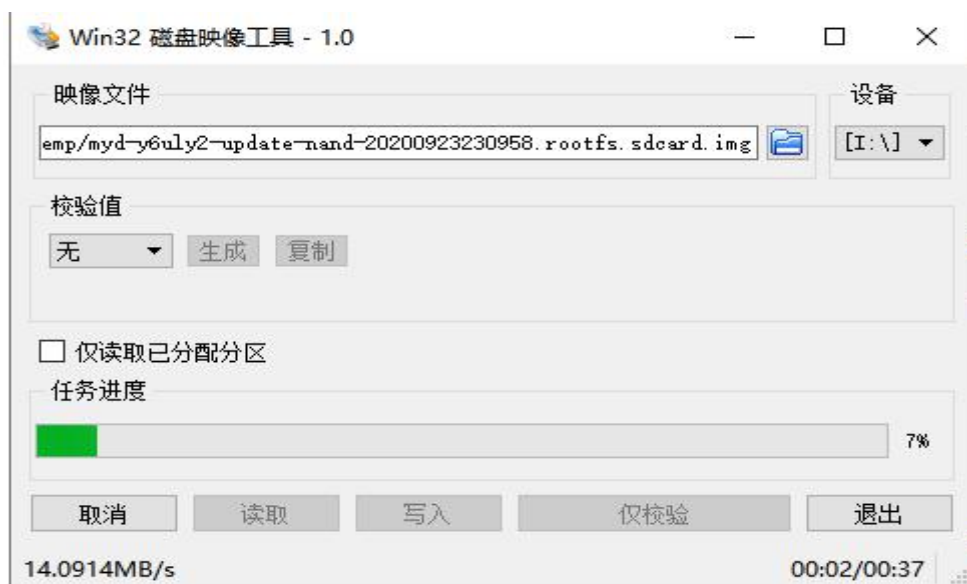 Win32 磁盘映像工具 - 1.0
映像文件
设备
emp/myd-y6uly2-update-nand-20200923230958.rootfs.sdcard.img
[I:\]
校验值
无
生成
复制
仅读取已分配分区
任务进度
7%
取消
读取
写入
仅校验
退出
14.0914MB/s
00:02/00:37